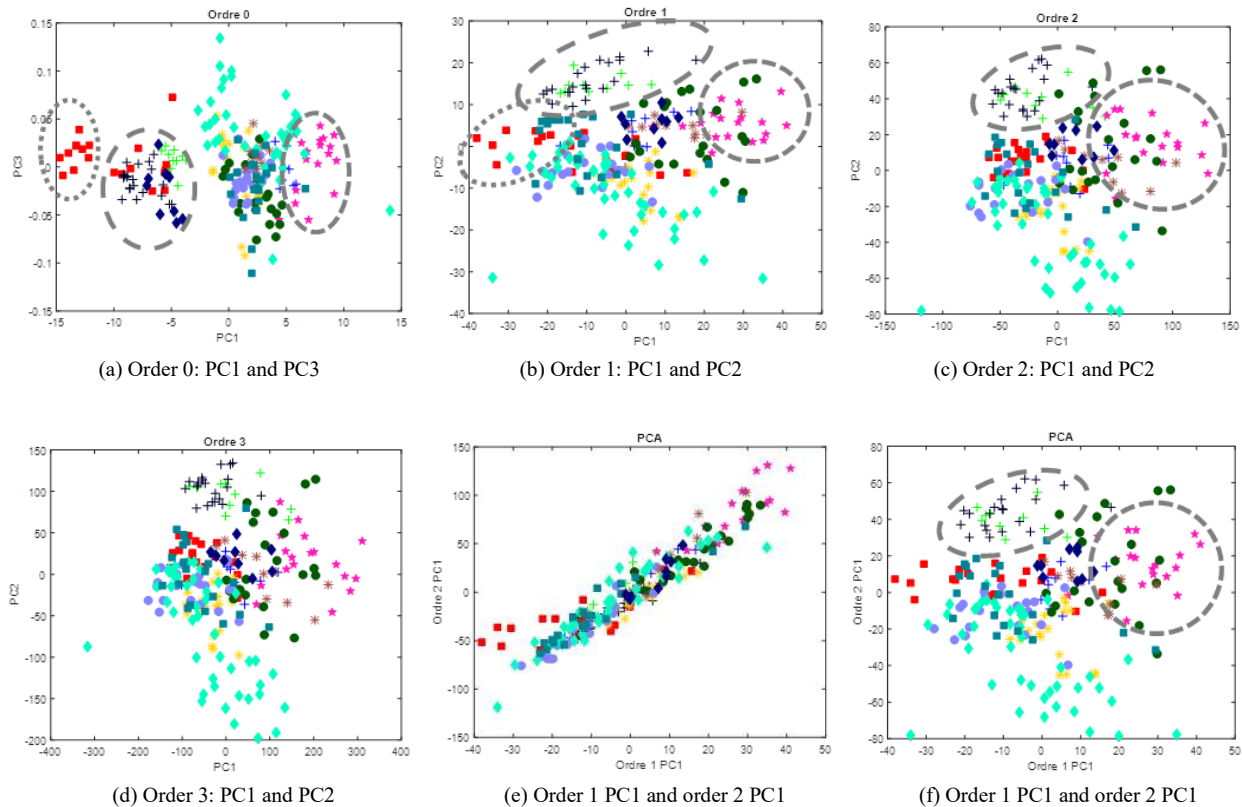 Ordre 0
0.15
0.1
0.05
0
-0.05
-0.1
-0.15
PC3
-15 -10 -5 0 5 10 15
PC1
(a) Order 0: PC1 and PC3
Ordre 1
30
20
10
0
-10
-20
-30
-40
PC2
-40 -30 -20 -10 0 10 20 30 40 50
PC1
(b) Order 1: PC1 and PC2
Ordre 2
80
60
40
20
0
-20
-40
-60
-80
PC2
-150 -100 -50 0 50 100 150
PC1
(c) Order 2: PC1 and PC2
Ordre 3
150
100
50
0
-50
-100
-150
-200
PC2
-400 -300 -200 -100 0 100 200 300 400
PC1
(d) Order 3: PC1 and PC2
PCA
150
100
50
0
-50
-100
-150
Ordre 2 PC1
-40 -30 -20 -10 0 10 20 30 40 50
Ordre 1 PC1
(e) Order 1 PC1 and order 2 PC1
PCA
80
60
40
20
0
-20
-40
-60
-80
Ordre 2 PC1
-40 -30 -20 -10 0 10 20 30 40 50
Ordre 1 PC1
(f) Order 1 PC1 and order 2 PC1